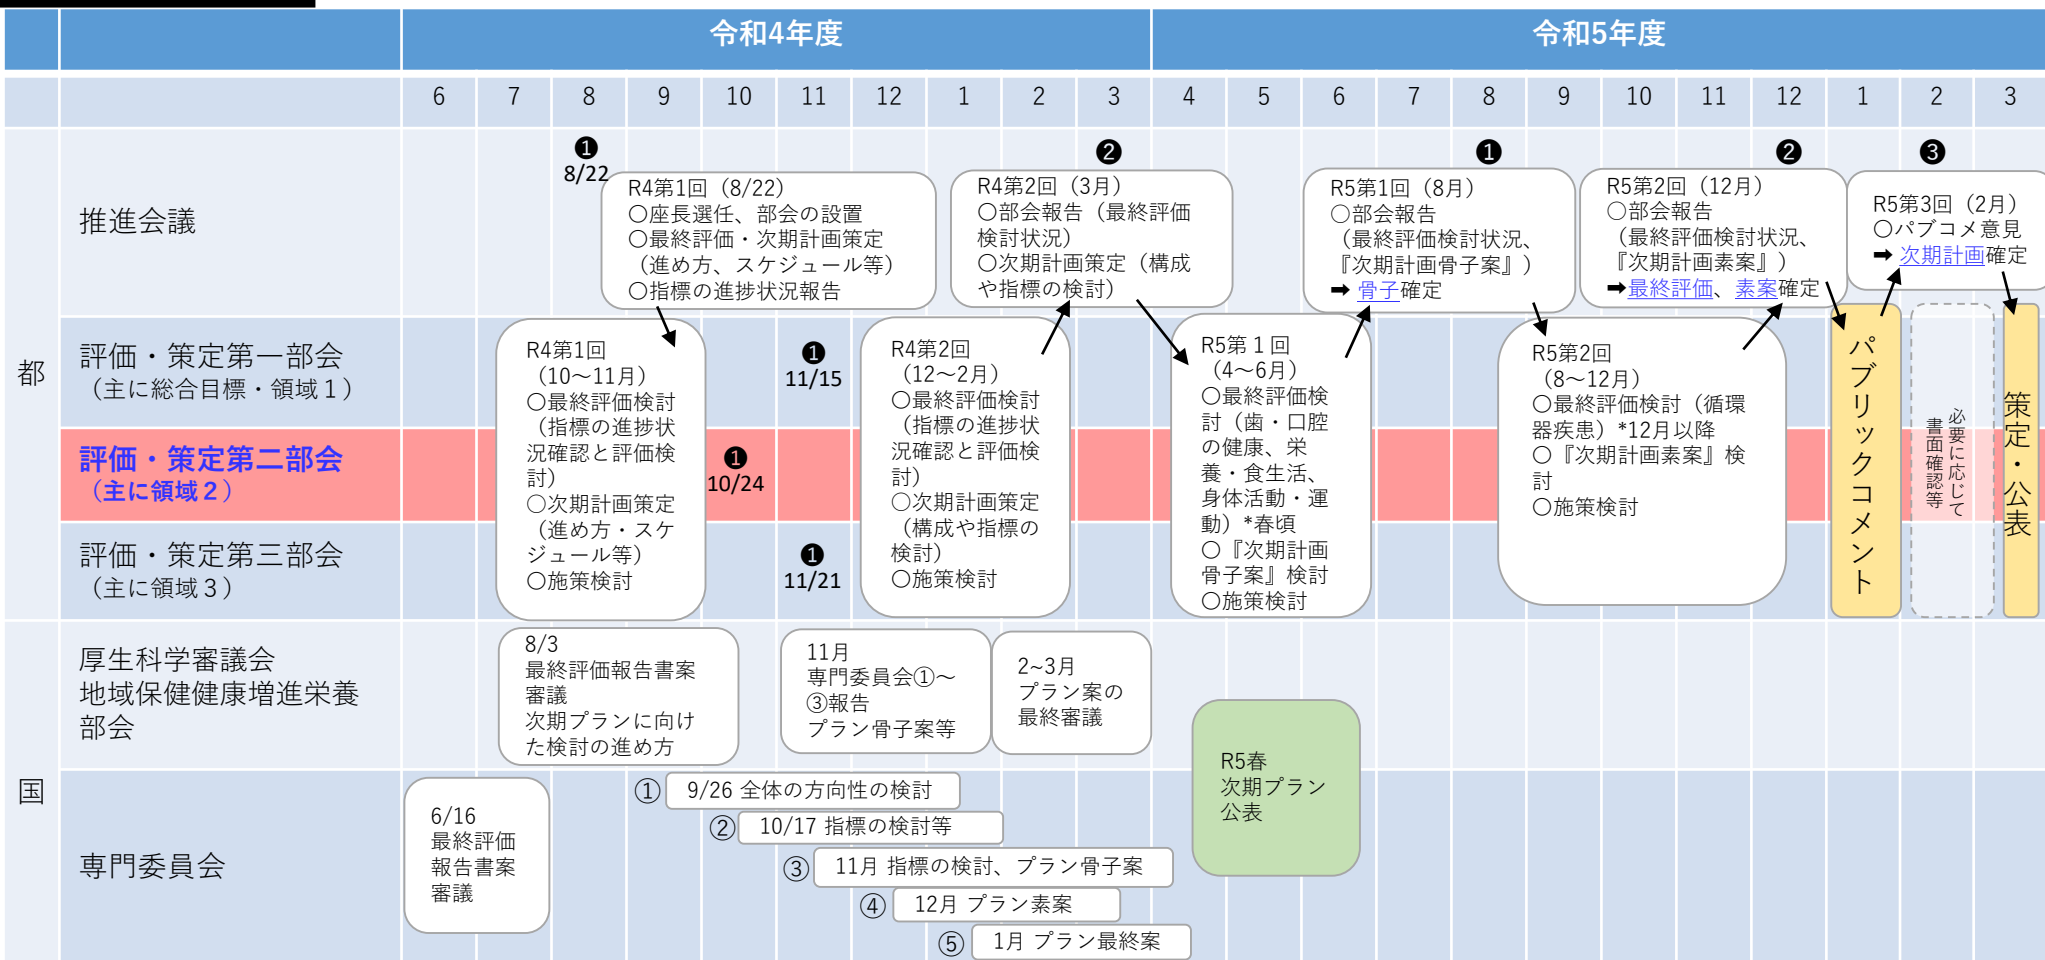 令和4年度
令和5年度
6 7 8 9 10 11 12 1 2 3 4 5 6 7 8 9 10 11 12 1 2 3
都
推進会議
❶
8/22
R4第1回（8/22）
○座長選任、部会の設置
○最終評価・次期計画策定
（進め方、スケジュール等）
○指標の進捗状況報告
❷
R4第2回（3月）
○部会報告（最終評価
検討状況）
○次期計画策定（構成
や指標の検討）
❶
R5第1回（8月）
○部会報告
（最終評価検討状況、
『次期計画骨子案』）
➡ 骨子確定
❷
R5第2回（12月）
○部会報告
（最終評価検討状況、
『次期計画素案』）
➡最終評価、素案確定
❸
R5第3回（2月）
○パブコメ意見
➡ 次期計画確定
評価・策定第一部会
（主に総合目標・領域１）
❶
11/15
評価・策定第二部会
（主に領域２）
❶
10/24
評価・策定第三部会
（主に領域３）
❶
11/21
R4第1回
（10～11月）
○最終評価検討
（指標の進捗状
況確認と評価検
討）
○次期計画策定
（進め方・スケ
ジュール等）
○施策検討
R4第2回
（12～2月）
○最終評価検討
（指標の進捗状
況確認と評価検
討）
○次期計画策定
（構成や指標の
検討）
○施策検討
R5第１回
（4～6月）
○最終評価検
討（歯・口腔
の健康、栄
養・食生活、
身体活動・運
動）*春頃
○『次期計画
骨子案』検討
○施策検討
R5第2回
（8～12月）
○最終評価検討（循環
器疾患）*12月以降
○『次期計画素案』検
討
○施策検討
パブリックコメント
必要に応じて
書面確認等
策定・公表
国
厚生科学審議会
地域保健健康増進栄養
部会
8/3
最終評価報告書案
審議
次期プランに向け
た検討の進め方
11月
専門委員会①～
③報告
プラン骨子案等
2~3月
プラン案の
最終審議
R5春
次期プラン
公表
専門委員会
6/16
最終評価
報告書案
審議
① 9/26 全体の方向性の検討
② 10/17 指標の検討等
③ 11月 指標の検討、プラン骨子案
④ 12月 プラン素案
⑤ 1月 プラン最終案